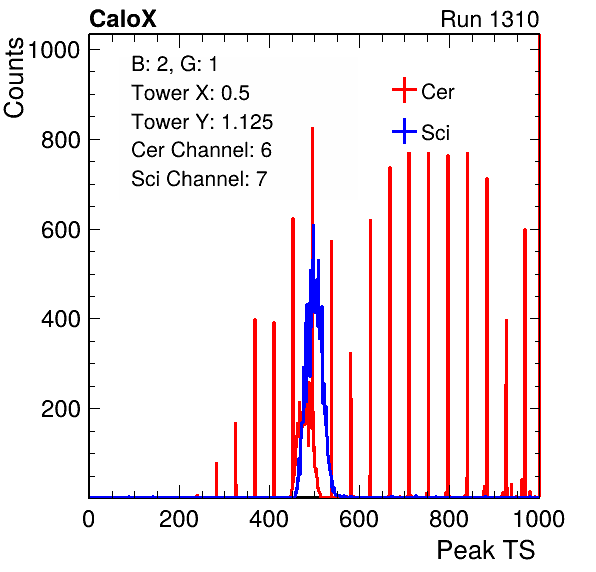 CaloX Run 1310
Counts
1000
800
600
400
200
B: 2, G: 1
Tower X: 0.5
Tower Y: 1.125
Cer Channel: 6
Sci Channel: 7
Cer
Sci
0 200 400 600 800 1000
Peak TS